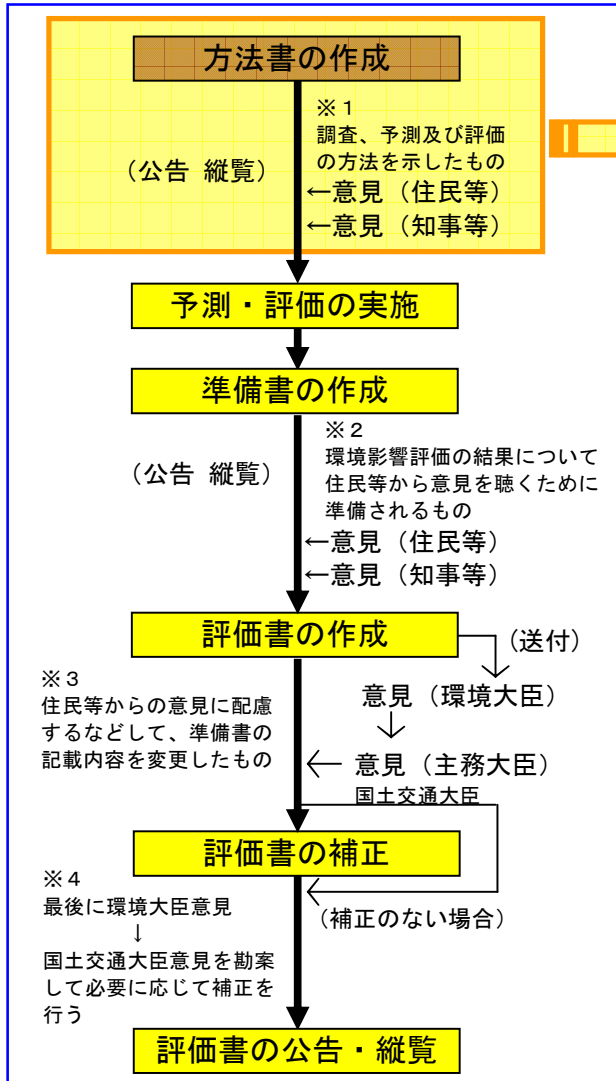 方法書の作成
※１
調査、予測及び評価
の方法を示したもの
（公告 縦覧）
←意見（住民等）
←意見（知事等）
予測・評価の実施
準備書の作成
※２
環境影響評価の結果について
住民等から意見を聴くために
準備されるもの
（公告 縦覧）
←意見（住民等）
←意見（知事等）
評価書の作成
（送付）
※３
住民等からの意見に配慮
するなどして、準備書の
記載内容を変更したもの
意見（環境大臣）
意見（主務大臣）
国土交通大臣
評価書の補正
※４
最後に環境大臣意見
↓
国土交通大臣意見を勘案
して必要に応じて補正を
行う
（補正のない場合）
評価書の公告・縦覧